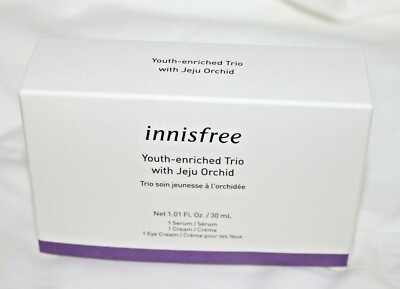 Youth-enriched Trio
with Jeju Orchid
innisfree
Youth-enriched Trio
with Jeju Orchid
Trio soin jeunesse à l'orchidée
Net 1.01 Fl. Oz. / 30 mL
1 Serum / Sérum
1 Cream / Crème
1 Eye Cream / Crème pour les Yeux